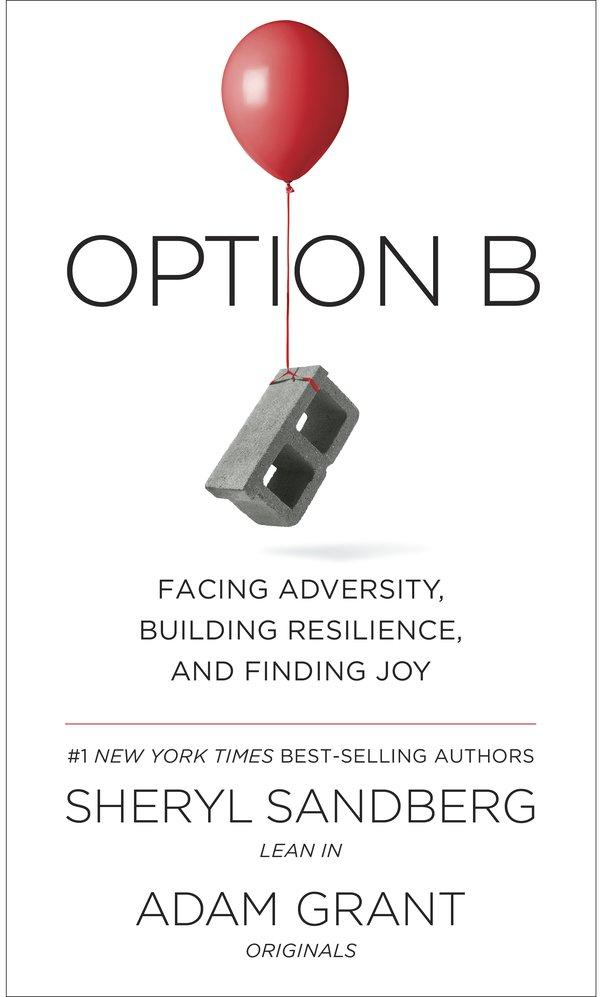 OPTION B
FACING ADVERSITY,
BUILDING RESILIENCE,
AND FINDING JOY
#1 NEW YORK TIMES BEST-SELLING AUTHORS
SHERYL SANDBERG
LEAN IN
ADAM GRANT
ORIGINALS